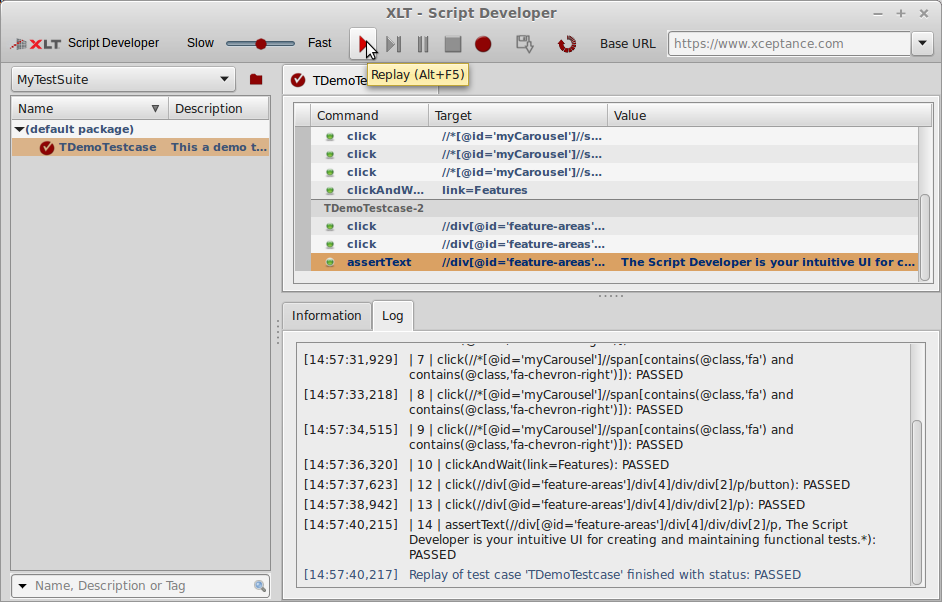 XLT - Script Developer
XLT Script Developer Slow Fast Base URL https://www.xceptance.com
Replay (Alt+F5)
MyTestSuite
Name Description
(default package)
TDemoTestcase This a demo t...
Name, Description or Tag
Command Target Value
click //*[@id='myCarousel']//s...
click //*[@id='myCarousel']//s...
click //*[@id='myCarousel']//s...
clickAndW... link=Features
TDemoTestcase-2
click //div[@id='feature-areas'...
click //div[@id='feature-areas'...
assertText //div[@id='feature-areas'... The Script Developer is your intuitive UI for c...
Information Log
[14:57:31,929] | 7 | click(//*[@id='myCarousel']//span[contains(@class,'fa') and
contains(@class,'fa-chevron-right')]): PASSED
[14:57:33,218] | 8 | click(//*[@id='myCarousel']//span[contains(@class,'fa') and
contains(@class,'fa-chevron-right')]): PASSED
[14:57:34,515] | 9 | click(//*[@id='myCarousel']//span[contains(@class,'fa') and
contains(@class,'fa-chevron-right')]): PASSED
[14:57:36,320] | 10 | clickAndWait(link=Features): PASSED
[14:57:37,623] | 12 | click(//div[@id='feature-areas']/div[4]/div/div[2]/p/button): PASSED
[14:57:38,942] | 13 | click(//div[@id='feature-areas']/div[4]/div/div[2]/p): PASSED
[14:57:40,215] | 14 | assertText(//div[@id='feature-areas']/div[4]/div/div[2]/p, The Script
Developer is your intuitive UI for creating and maintaining functional tests.*):
PASSED
[14:57:40,217] Replay of test case 'TDemoTestcase' finished with status: PASSED